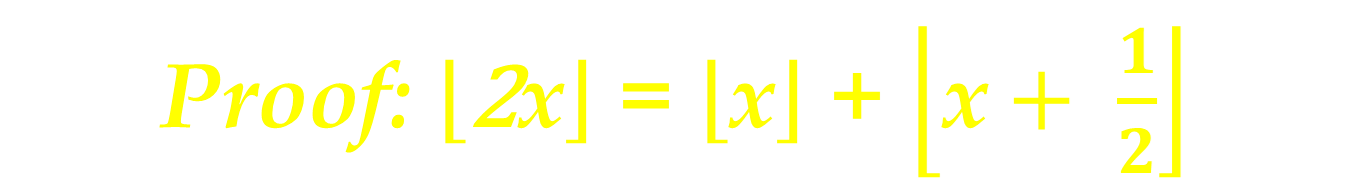 Proof: ⌊2x⌋ = ⌊x⌋ + ⌊x + 1/2⌋